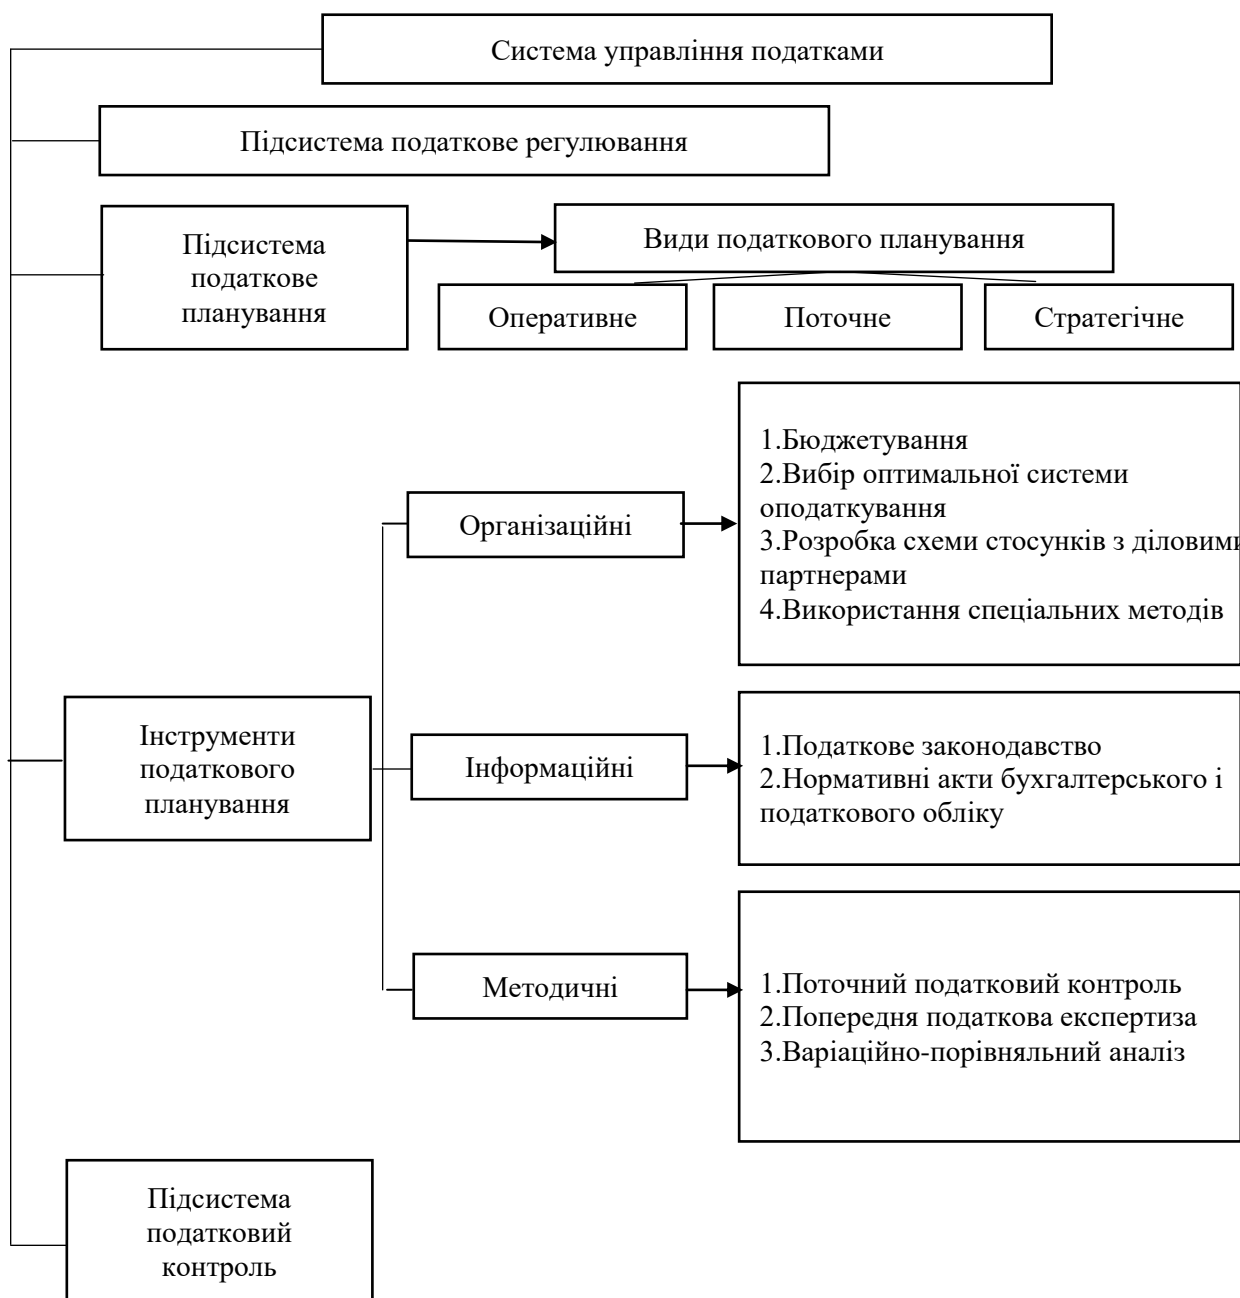 Система управління податками
Підсистема податкове регулювання
Підсистема
податкове
планування
Види податкового планування
Оперативне
Поточне
Стратегічне
Інструменти
податкового
планування
Організаційні
1.Бюджетування
2.Вибір оптимальної системи
оподаткування
3.Розробка схеми стосунків з діловими
партнерами
4.Використання спеціальних методів
Інформаційні
1.Податкове законодавство
2.Нормативні акти бухгалтерського і
податкового обліку
Методичні
1.Поточний податковий контроль
2.Попередня податкова експертиза
3.Варіаційно-порівняльний аналіз
Підсистема
податковий
контроль